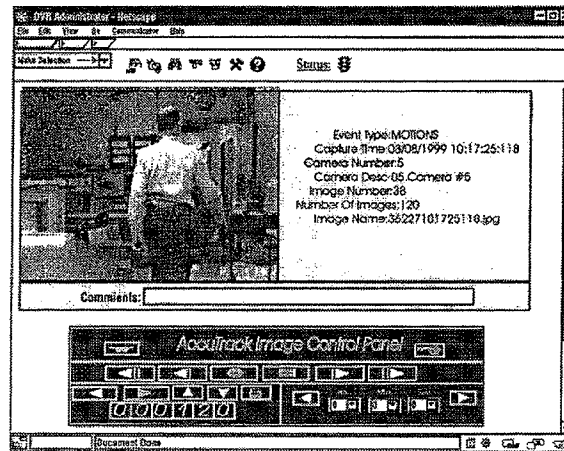 DVR Administrator - Netscape
File Edit View Go Communicator Help
Make Selection --->
Status:
Event Type:MOTIONS
Capture Time:03/08/1999 10:17:25:118
Camera Number:5
Camera Desc:05.Camera #5
Image Number:38
Number Of Images:120
Image Name:36227101725118.jpg
Comments:
AccuTrack Image Control Panel
000120
Document Done